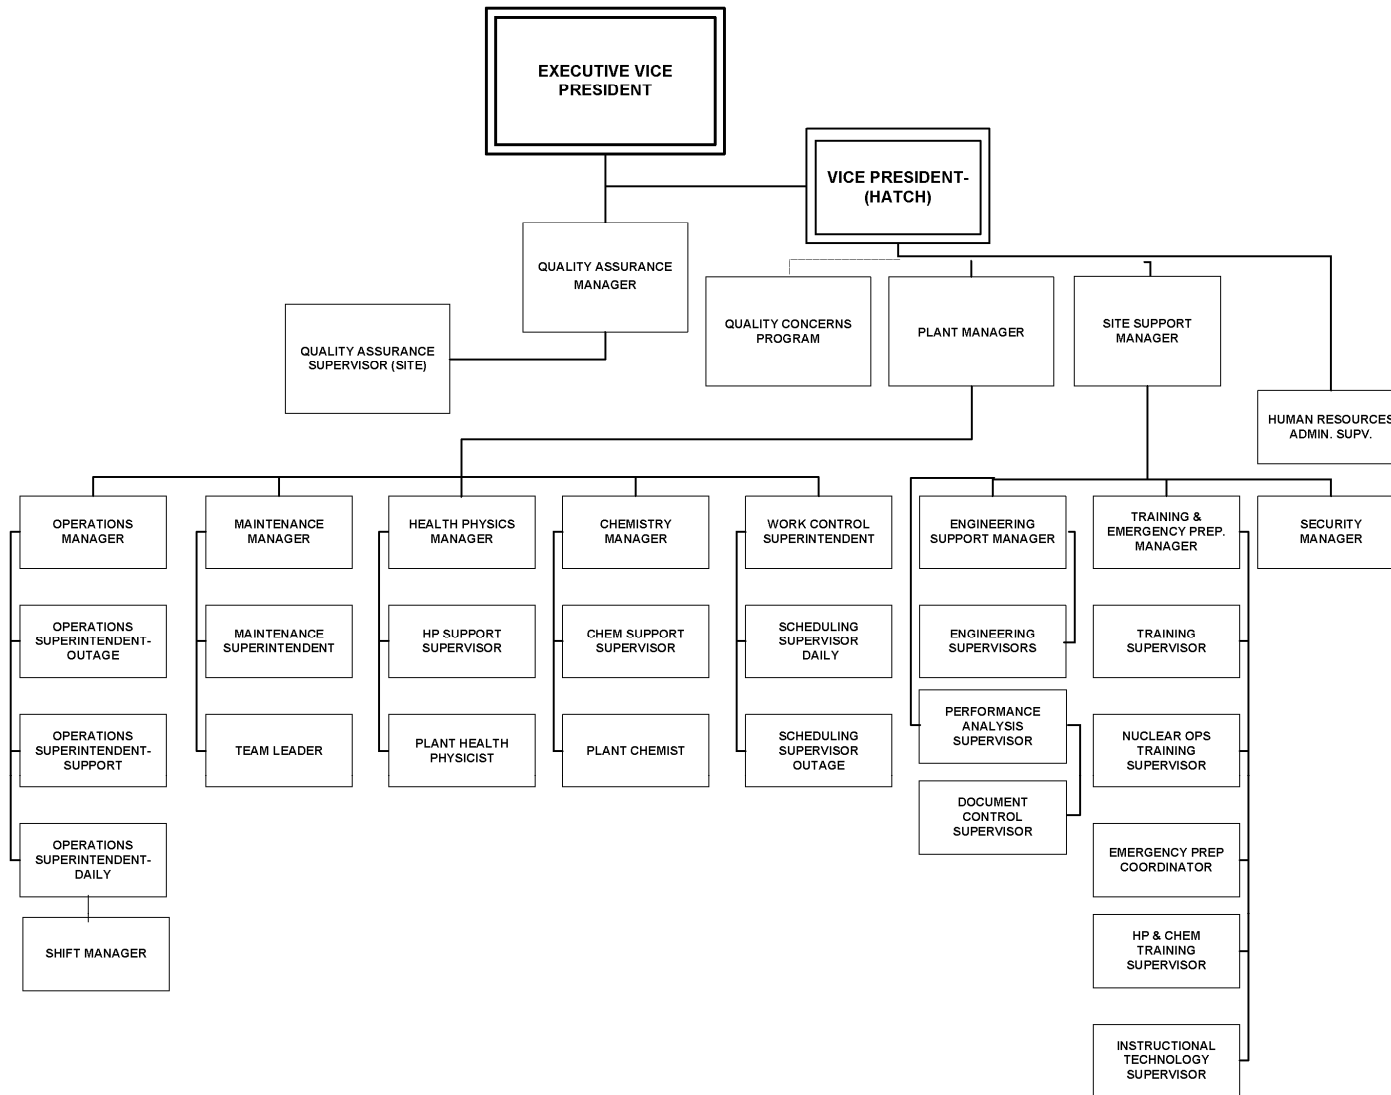 EXECUTIVE VICE
PRESIDENT
VICE PRESIDENT-
(HATCH)
QUALITY ASSURANCE
MANAGER
QUALITY ASSURANCE
SUPERVISOR (SITE)
QUALITY CONCERNS
PROGRAM
PLANT MANAGER
SITE SUPPORT
MANAGER
HUMAN RESOURCES
ADMIN. SUPV.
OPERATIONS
MANAGER
MAINTENANCE
MANAGER
HEALTH PHYSICS
MANAGER
CHEMISTRY
MANAGER
WORK CONTROL
SUPERINTENDENT
ENGINEERING
SUPPORT MANAGER
TRAINING &
EMERGENCY PREP.
MANAGER
SECURITY
MANAGER
OPERATIONS
SUPERINTENDENT-
OUTAGE
MAINTENANCE
SUPERINTENDENT
HP SUPPORT
SUPERVISOR
CHEM SUPPORT
SUPERVISOR
SCHEDULING
SUPERVISOR
DAILY
ENGINEERING
SUPERVISORS
TRAINING
SUPERVISOR
OPERATIONS
SUPERINTENDENT-
SUPPORT
TEAM LEADER
PLANT HEALTH
PHYSICIST
PLANT CHEMIST
SCHEDULING
SUPERVISOR
OUTAGE
PERFORMANCE
ANALYSIS
SUPERVISOR
NUCLEAR OPS
TRAINING
SUPERVISOR
DOCUMENT
CONTROL
SUPERVISOR
OPERATIONS
SUPERINTENDENT-
DAILY
EMERGENCY PREP
COORDINATOR
SHIFT MANAGER
HP & CHEM
TRAINING
SUPERVISOR
INSTRUCTIONAL
TECHNOLOGY
SUPERVISOR